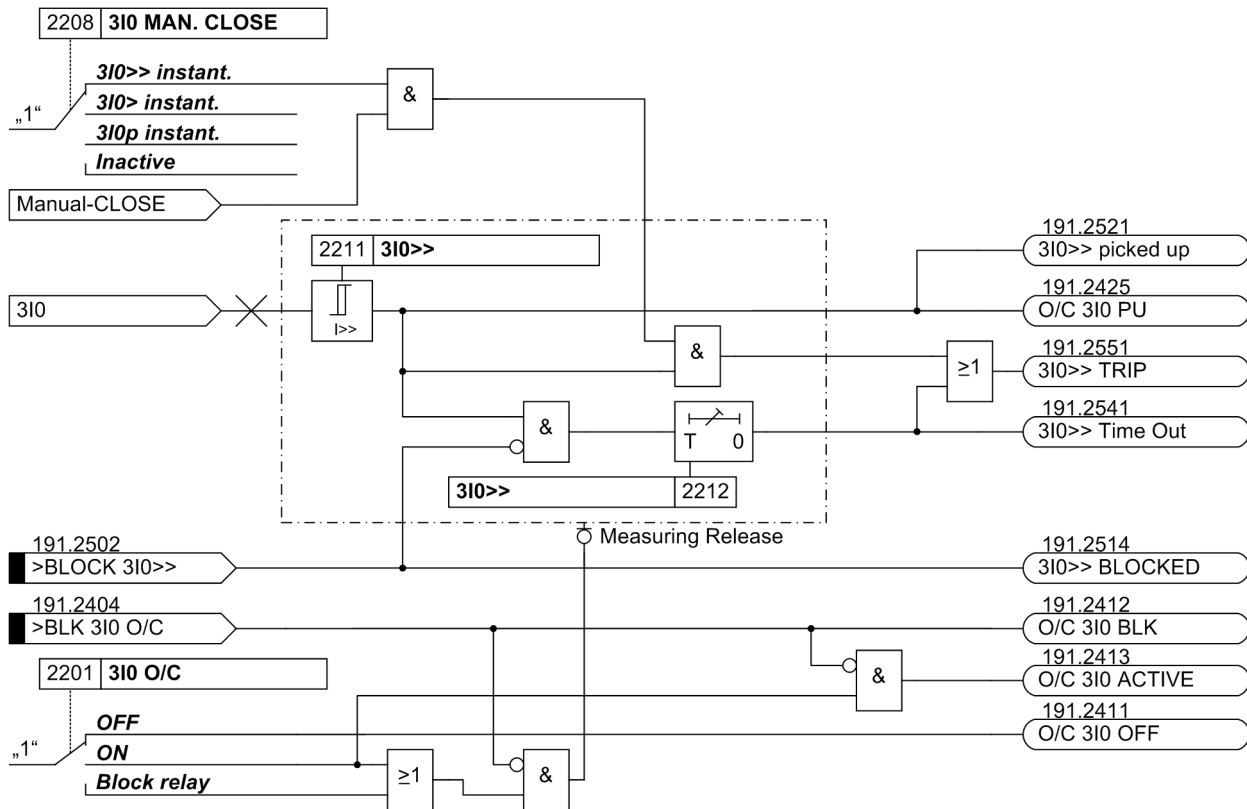 2208 3I0 MAN. CLOSE
3I0>> instant.
„1“
3I0> instant.
3I0p instant.
Inactive
&
Manual-CLOSE
2211 3I0>>
3I0
I>>
&
&
T 0
3I0>> 2212
≥1
191.2521
3I0>> picked up
191.2425
O/C 3I0 PU
191.2551
3I0>> TRIP
191.2541
3I0>> Time Out
Measuring Release
191.2502
>BLOCK 3I0>>
191.2514
3I0>> BLOCKED
191.2404
>BLK 3I0 O/C
191.2412
O/C 3I0 BLK
2201 3I0 O/C
&
191.2413
O/C 3I0 ACTIVE
OFF
„1“
ON
Block relay
≥1
&
191.2411
O/C 3I0 OFF